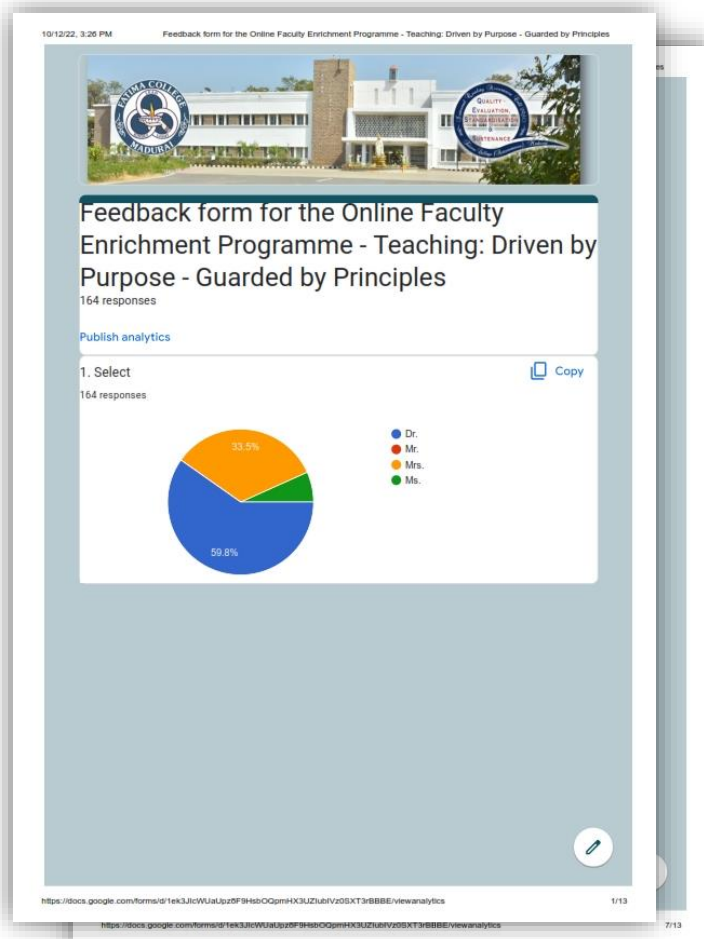 10/12/22, 3:26 PM Feedback form for the Online Faculty Enrichment Programme - Teaching: Driven by Purpose - Guarded by Principles
FATIMA COLLEGE
MADURAI
QUALITY
EVALUATION,
STANDARDISATION
SUSTENANCE
Feedback form for the Online Faculty
Enrichment Programme - Teaching: Driven by
Purpose - Guarded by Principles
164 responses
Publish analytics
1. Select
Copy
164 responses
Dr.
Mr.
Mrs.
Ms.
33.5%
59.8%
https://docs.google.com/forms/d/1ek3JIcWUaUpz6F9HsbOQpmHX3UZIubIVz0SXT3rBBBE/viewanalytics 1/13
https://docs.google.com/forms/d/1ek3JIcWUaUpz6F9HsbOQpmHX3UZIubIVz0SXT3rBBBE/viewanalytics 7/13